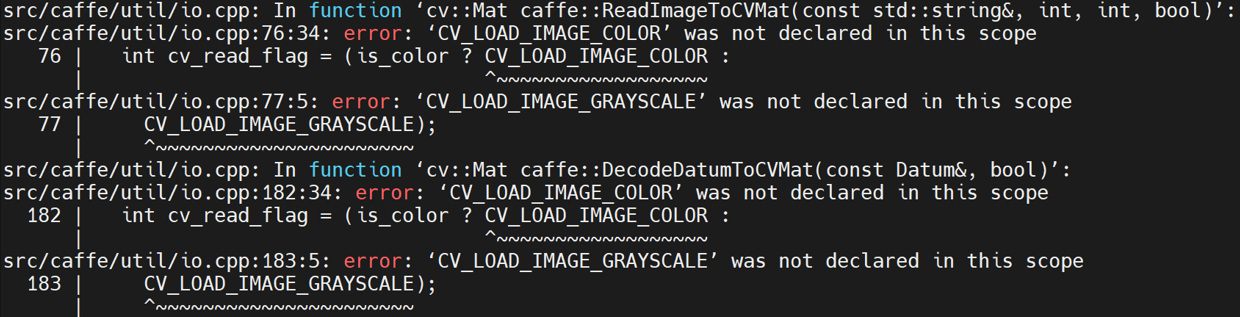 src/caffe/util/io.cpp: In function ‘cv::Mat caffe::ReadImageToCVMat(const std::string&, int, int, bool)’:
src/caffe/util/io.cpp:76:34: error: ‘CV_LOAD_IMAGE_COLOR’ was not declared in this scope
   76 |   int cv_read_flag = (is_color ? CV_LOAD_IMAGE_COLOR :
      |                                  ^~~~~~~~~~~~~~~~~~~
src/caffe/util/io.cpp:77:5: error: ‘CV_LOAD_IMAGE_GRAYSCALE’ was not declared in this scope
   77 |     CV_LOAD_IMAGE_GRAYSCALE);
      |     ^~~~~~~~~~~~~~~~~~~~~~~
src/caffe/util/io.cpp: In function ‘cv::Mat caffe::DecodeDatumToCVMat(const Datum&, bool)’:
src/caffe/util/io.cpp:182:34: error: ‘CV_LOAD_IMAGE_COLOR’ was not declared in this scope
  182 |   int cv_read_flag = (is_color ? CV_LOAD_IMAGE_COLOR :
      |                                  ^~~~~~~~~~~~~~~~~~~
src/caffe/util/io.cpp:183:5: error: ‘CV_LOAD_IMAGE_GRAYSCALE’ was not declared in this scope
  183 |     CV_LOAD_IMAGE_GRAYSCALE);
      |     ^~~~~~~~~~~~~~~~~~~~~~~